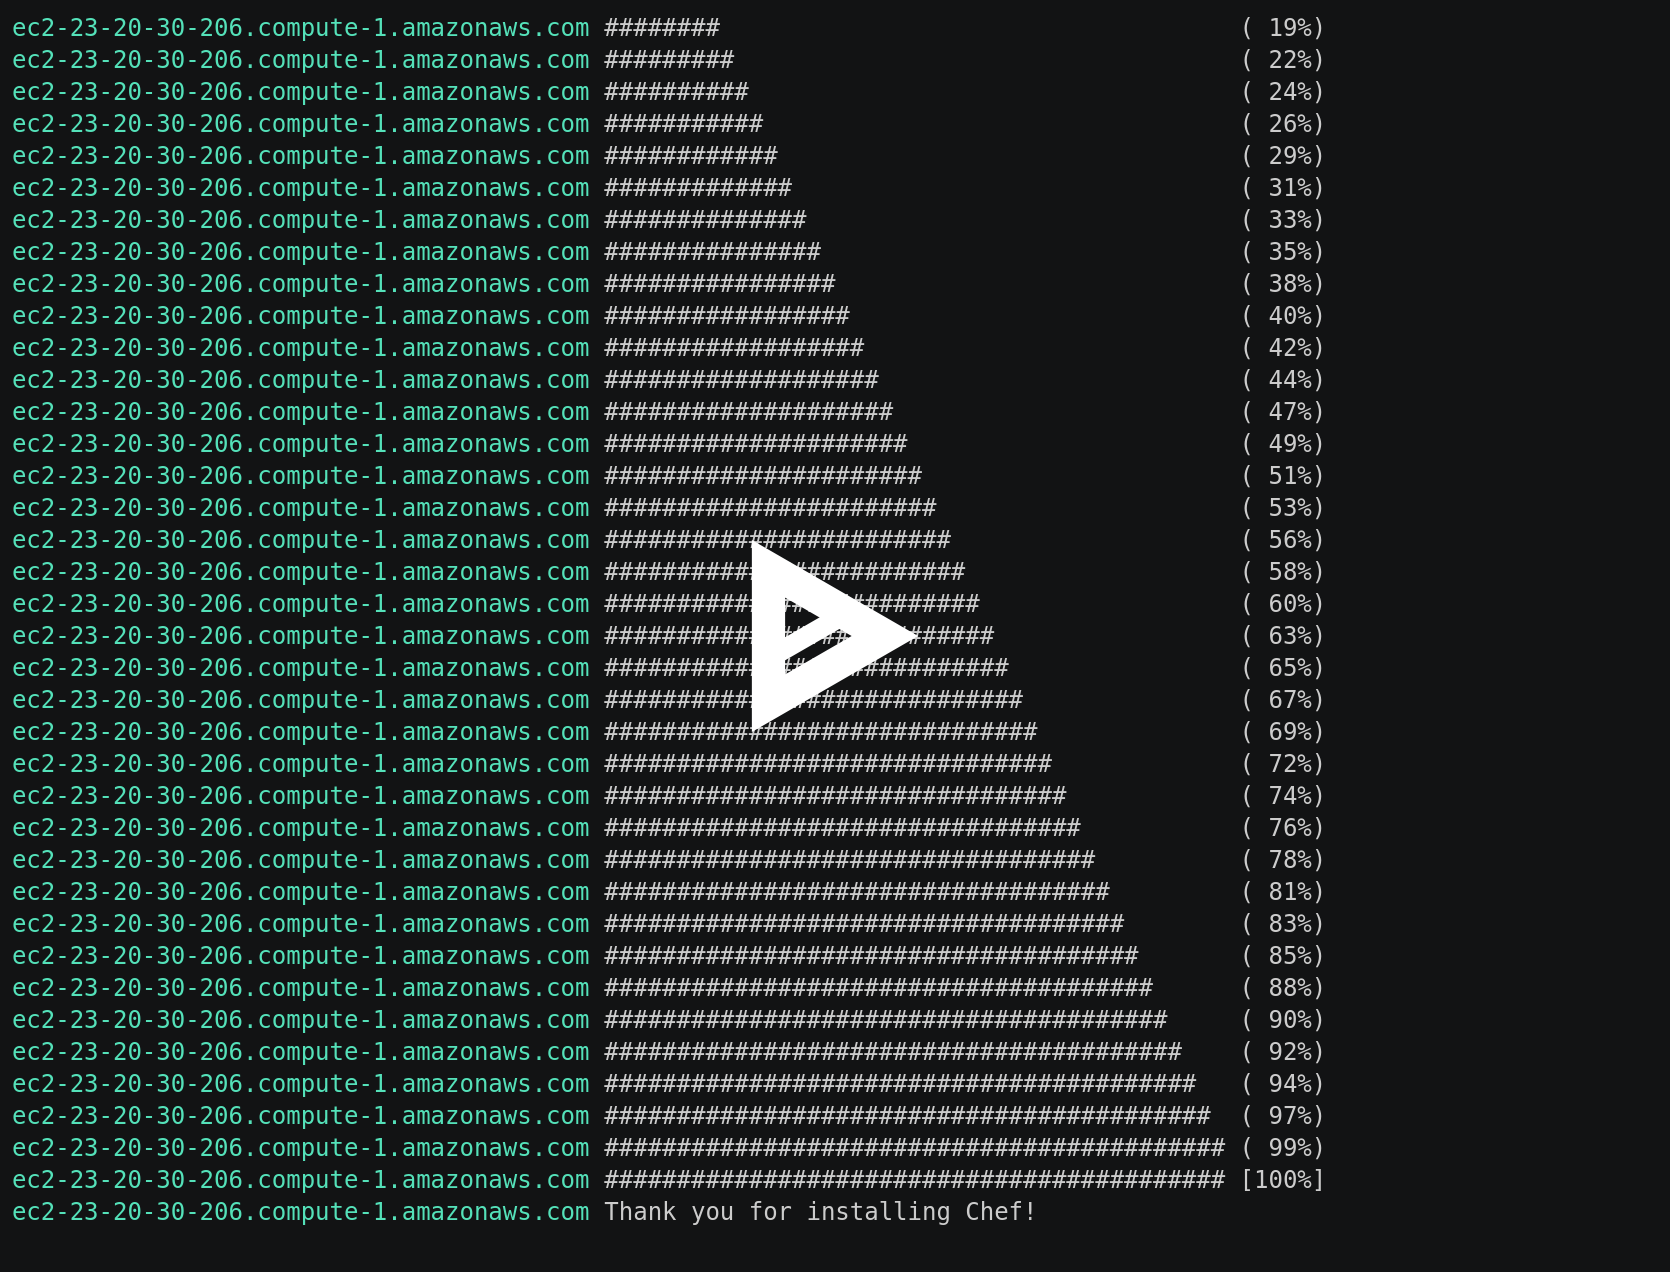 ec2-23-20-30-206.compute-1.amazonaws.com ######## ( 19%)
ec2-23-20-30-206.compute-1.amazonaws.com ######### ( 22%)
ec2-23-20-30-206.compute-1.amazonaws.com ########## ( 24%)
ec2-23-20-30-206.compute-1.amazonaws.com ########### ( 26%)
ec2-23-20-30-206.compute-1.amazonaws.com ############ ( 29%)
ec2-23-20-30-206.compute-1.amazonaws.com ############# ( 31%)
ec2-23-20-30-206.compute-1.amazonaws.com ############## ( 33%)
ec2-23-20-30-206.compute-1.amazonaws.com ############### ( 35%)
ec2-23-20-30-206.compute-1.amazonaws.com ################ ( 38%)
ec2-23-20-30-206.compute-1.amazonaws.com ################# ( 40%)
ec2-23-20-30-206.compute-1.amazonaws.com ################## ( 42%)
ec2-23-20-30-206.compute-1.amazonaws.com ################### ( 44%)
ec2-23-20-30-206.compute-1.amazonaws.com #################### ( 47%)
ec2-23-20-30-206.compute-1.amazonaws.com ##################### ( 49%)
ec2-23-20-30-206.compute-1.amazonaws.com ###################### ( 51%)
ec2-23-20-30-206.compute-1.amazonaws.com ####################### ( 53%)
ec2-23-20-30-206.compute-1.amazonaws.com ######################## ( 56%)
ec2-23-20-30-206.compute-1.amazonaws.com ######################### ( 58%)
ec2-23-20-30-206.compute-1.amazonaws.com ########################## ( 60%)
ec2-23-20-30-206.compute-1.amazonaws.com ########################### ( 63%)
ec2-23-20-30-206.compute-1.amazonaws.com ############################ ( 65%)
ec2-23-20-30-206.compute-1.amazonaws.com ############################# ( 67%)
ec2-23-20-30-206.compute-1.amazonaws.com ############################## ( 69%)
ec2-23-20-30-206.compute-1.amazonaws.com ############################### ( 72%)
ec2-23-20-30-206.compute-1.amazonaws.com ################################ ( 74%)
ec2-23-20-30-206.compute-1.amazonaws.com ################################# ( 76%)
ec2-23-20-30-206.compute-1.amazonaws.com ################################## ( 78%)
ec2-23-20-30-206.compute-1.amazonaws.com ################################### ( 81%)
ec2-23-20-30-206.compute-1.amazonaws.com #################################### ( 83%)
ec2-23-20-30-206.compute-1.amazonaws.com ##################################### ( 85%)
ec2-23-20-30-206.compute-1.amazonaws.com ###################################### ( 88%)
ec2-23-20-30-206.compute-1.amazonaws.com ####################################### ( 90%)
ec2-23-20-30-206.compute-1.amazonaws.com ######################################## ( 92%)
ec2-23-20-30-206.compute-1.amazonaws.com ######################################### ( 94%)
ec2-23-20-30-206.compute-1.amazonaws.com ########################################## ( 97%)
ec2-23-20-30-206.compute-1.amazonaws.com ########################################### ( 99%)
ec2-23-20-30-206.compute-1.amazonaws.com ########################################### [100%]
ec2-23-20-30-206.compute-1.amazonaws.com Thank you for installing Chef!